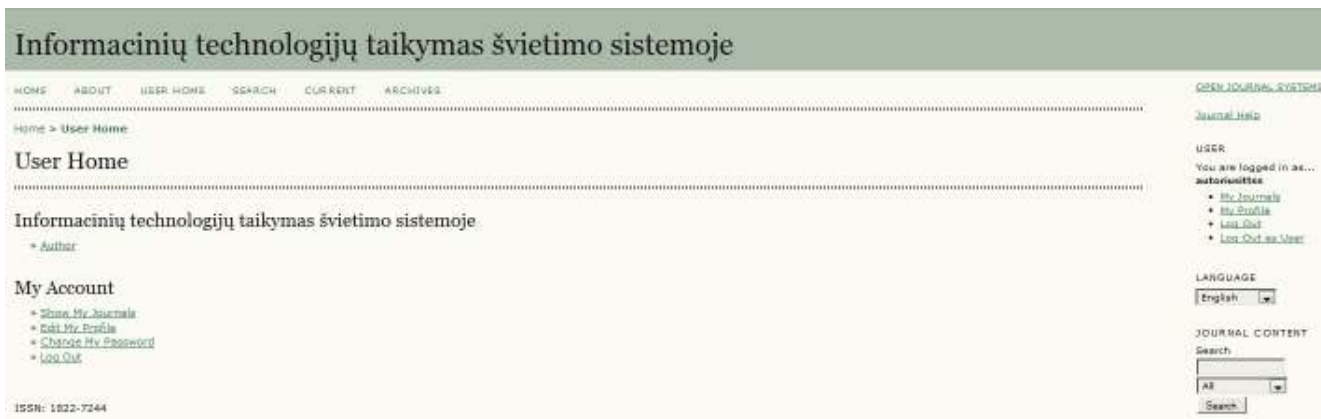 Informacinių technologijų taikymas švietimo sistemoje
HOME ABOUT USER HOME SEARCH CURRENT ARCHIVES
Home > User Home
User Home
Informacinių technologijų taikymas švietimo sistemoje
» Author
My Account
» Show My Journals
» Edit My Profile
» Change My Password
» Log Out
ISSN: 1822-7244
OPEN JOURNAL SYSTEMS
Journal Help
USER
You are logged in as...
autoriusittss
• My Journals
• My Profile
• Log Out
• Log Out as User
LANGUAGE
English
JOURNAL CONTENT
Search
All
Search